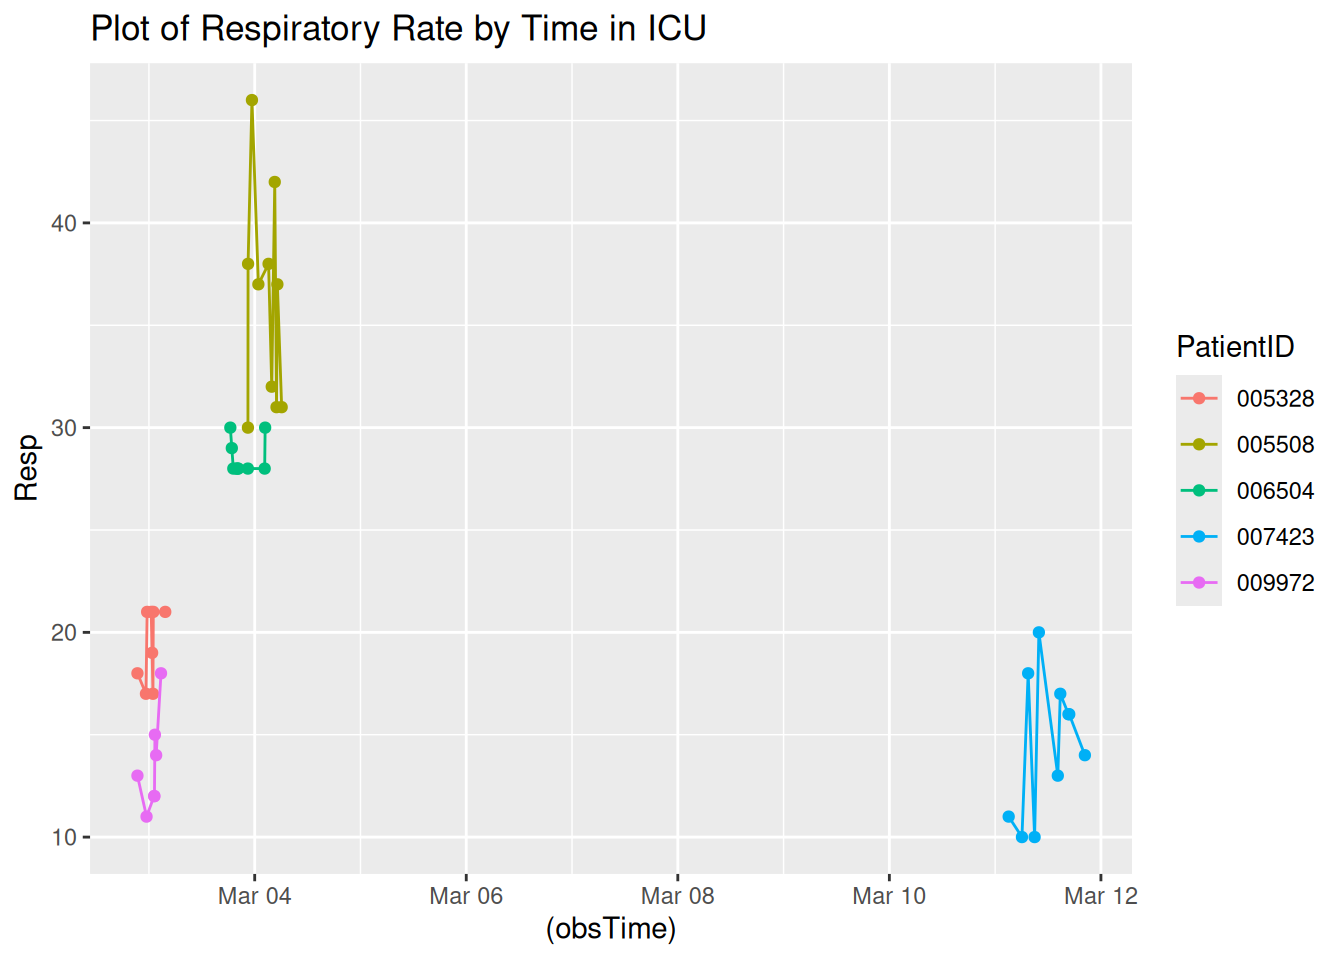 Plot of Respiratory Rate by Time in ICU
Resp
40
30
20
10
Mar 04 Mar 06 Mar 08 Mar 10 Mar 12
(obsTime)
PatientID
005328
005508
006504
007423
009972